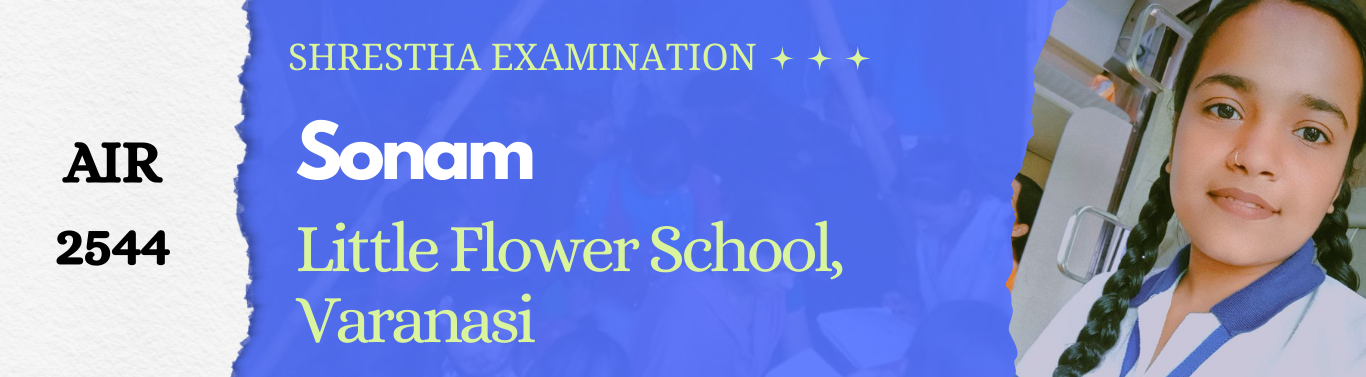 AIR
2544
SHRESTHA EXAMINATION
Sonam
Little Flower School,
Varanasi